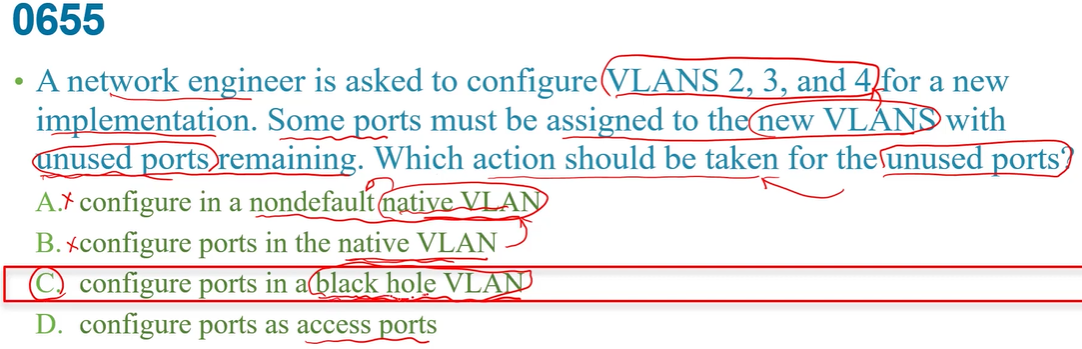 0655
• A network engineer is asked to configure VLANS 2, 3, and 4 for a new
implementation. Some ports must be assigned to the new VLANS with
unused ports remaining. Which action should be taken for the unused ports?
A. configure in a nondefault native VLAN
B. configure ports in the native VLAN
C. configure ports in a black hole VLAN
D. configure ports as access ports